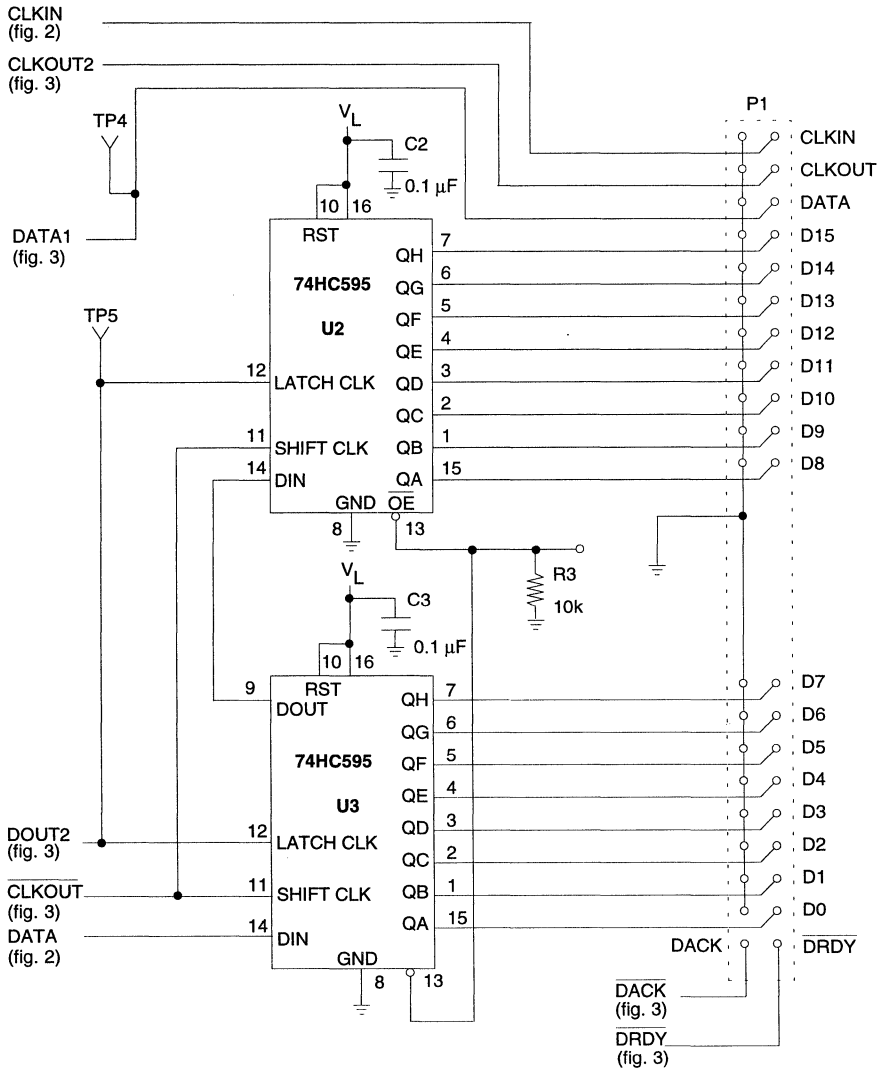 CLKIN
(fig. 2)
CLKOUT2
(fig. 3)
TP4
DATA1
(fig. 3)
V_L
C2
0.1 µF
10 16
RST
74HC595
U2
QH 7
QG 6
QF 5
QE 4
QD 3
QC 2
QB 1
QA 15
TP5
12 LATCH CLK
11 SHIFT CLK
14 DIN
GND OE
8 13
R3
10k
V_L
C3
0.1 µF
10 16
RST
9 DOUT
74HC595
U3
QH 7
QG 6
QF 5
QE 4
QD 3
QC 2
QB 1
QA 15
DOUT2
(fig. 3)
12 LATCH CLK
CLKOUT
(fig. 3)
11 SHIFT CLK
DATA
(fig. 2)
14 DIN
GND
8 13
P1
CLKIN
CLKOUT
DATA
D15
D14
D13
D12
D11
D10
D9
D8
D7
D6
D5
D4
D3
D2
D1
D0
DACK DRDY
DACK
(fig. 3)
DRDY
(fig. 3)